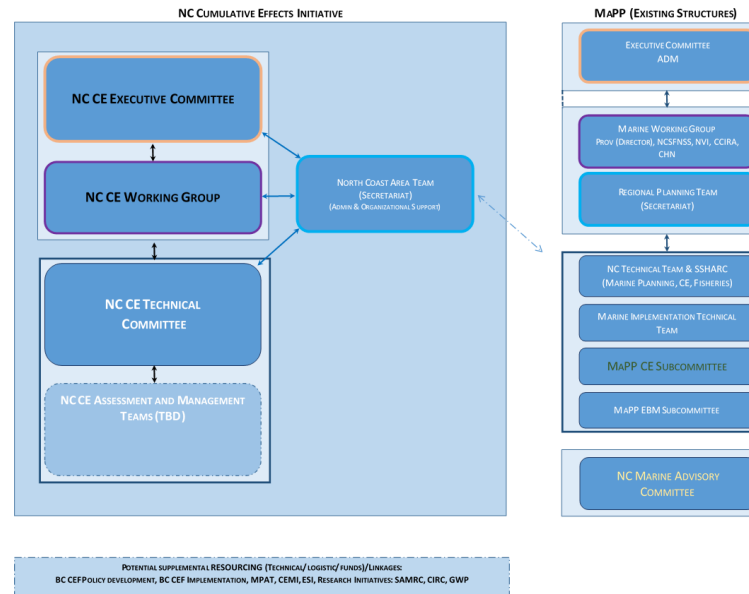 NC CUMULATIVE EFFECTS INITIATIVE
NC CE EXECUTIVE COMMITTEE
NC CE WORKING GROUP
NORTH COAST AREA TEAM
(SECRETARIAT)
(ADMIN & ORGANIZATIONAL SUPPORT)
NC CE TECHNICAL
COMMITTEE
NC CE ASSESSMENT AND MANAGEMENT
TEAMS (TBD)
MAPP (EXISTING STRUCTURES)
EXECUTIVE COMMITTEE
ADM
MARINE WORKING GROUP
PROV (DIRECTOR), NCSFNSS, NVI, CCIRA,
CHN
REGIONAL PLANNING TEAM
(SECRETARIAT)
NC TECHNICAL TEAM & SSHARC
(MARINE PLANNING, CE, FISHERIES)
MARINE IMPLEMENTATION TECHNICAL
TEAM
MAPP CE SUBCOMMITTEE
MAPP EBM SUBCOMMITTEE
NC MARINE ADVISORY
COMMITTEE
POTENTIAL SUPPLEMENTAL RESOURCING (TECHNICAL/LOGISTIC/FUNDS)/LINKAGES:
BC CEF POLICY DEVELOPMENT, BC CEF IMPLEMENTATION, MPAT, CEMI, ESI, RESEARCH INITIATIVES: SAMRC, CIRC, GWP